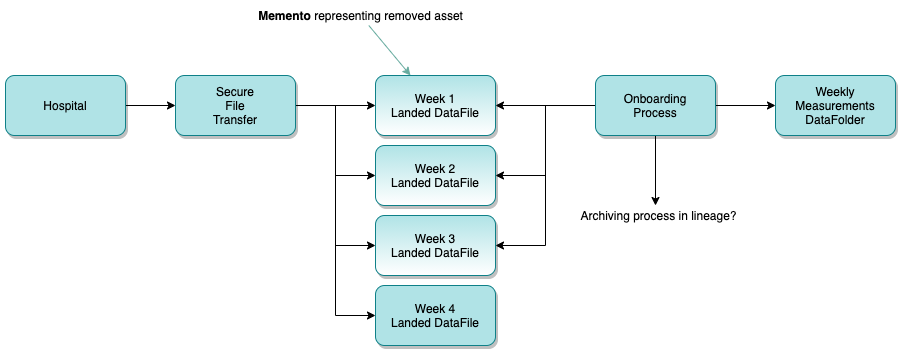 Memento representing removed asset
Hospital
Secure
File
Transfer
Week 1
Landed DataFile
Onboarding
Process
Weekly
Measurements
DataFolder
Week 2
Landed DataFile
Archiving process in lineage?
Week 3
Landed DataFile
Week 4
Landed DataFile